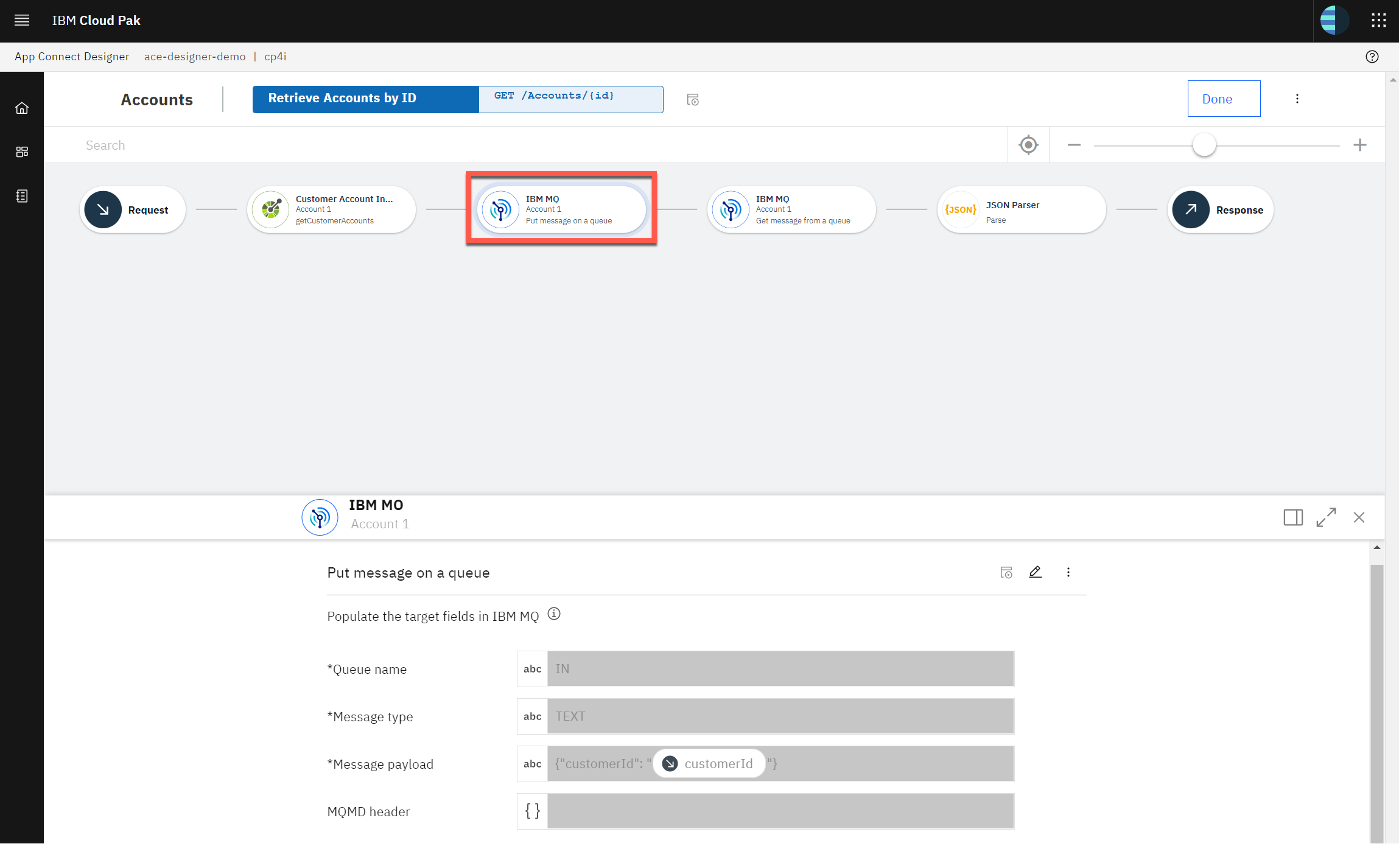 IBM Cloud Pak
App Connect Designer ace-designer-demo | cp4i
Accounts Retrieve Accounts by ID GET /Accounts/{id} Done
Search
Request
Customer Account In...
Account 1
getCustomerAccounts
IBM MQ
Account 1
Put message on a queue
IBM MQ
Account 1
Get message from a queue
{JSON}
JSON Parser
Parse
Response
IBM MQ
Account 1
Put message on a queue
Populate the target fields in IBM MQ
*Queue name abc IN
*Message type abc TEXT
*Message payload abc {"customerId": " customerId "}
MQMD header { }